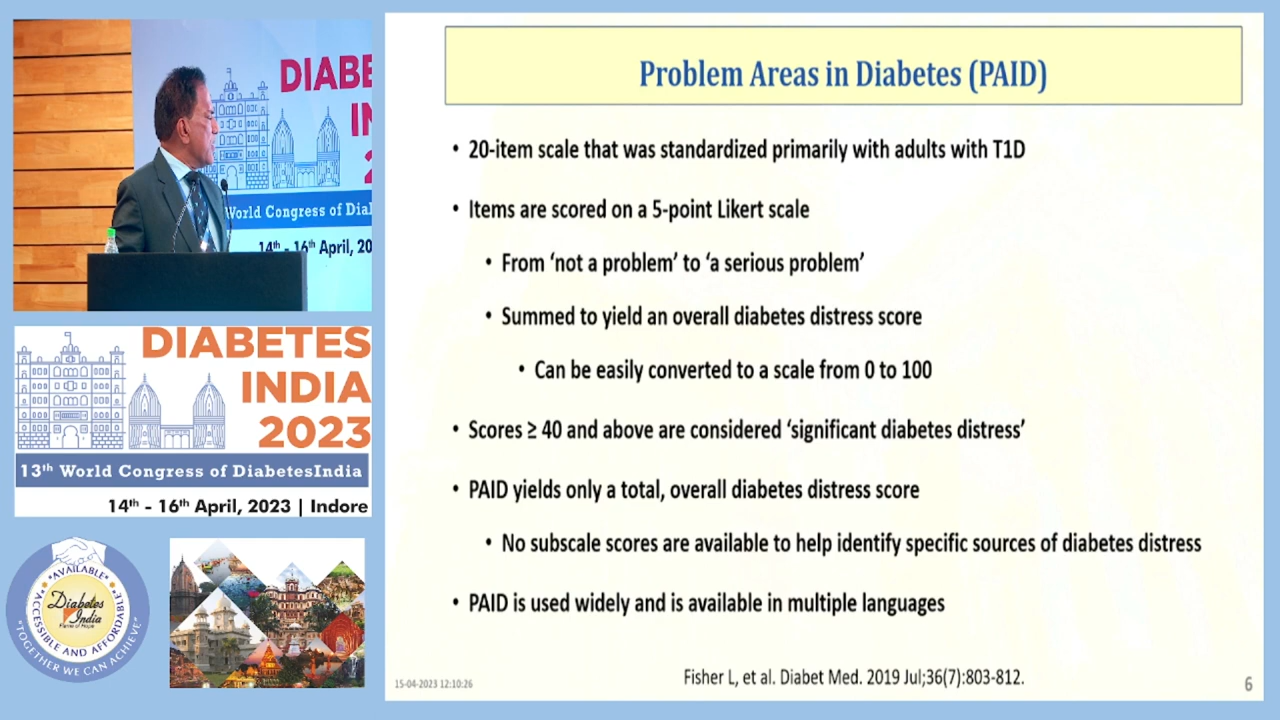 DIABE
IN
2
World Congress of Dial
14th - 16th April, 20
DIABETES
INDIA
2023
13th World Congress of DiabetesIndia
14th - 16th April, 2023 | Indore
*AVAILABLE*
*ACCESSIBLE AND AFFORDABLE*
Diabetes
India
"TOGETHER WE CAN ACHIEVE"
Problem Areas in Diabetes (PAID)
• 20-item scale that was standardized primarily with adults with T1D
• Items are scored on a 5-point Likert scale
• From ‘not a problem’ to ‘a serious problem’
• Summed to yield an overall diabetes distress score
• Can be easily converted to a scale from 0 to 100
• Scores ≥ 40 and above are considered ‘significant diabetes distress’
• PAID yields only a total, overall diabetes distress score
• No subscale scores are available to help identify specific sources of diabetes distress
• PAID is used widely and is available in multiple languages
Fisher L, et al. Diabet Med. 2019 Jul;36(7):803-812.
15-04-2023 12:10:26
6